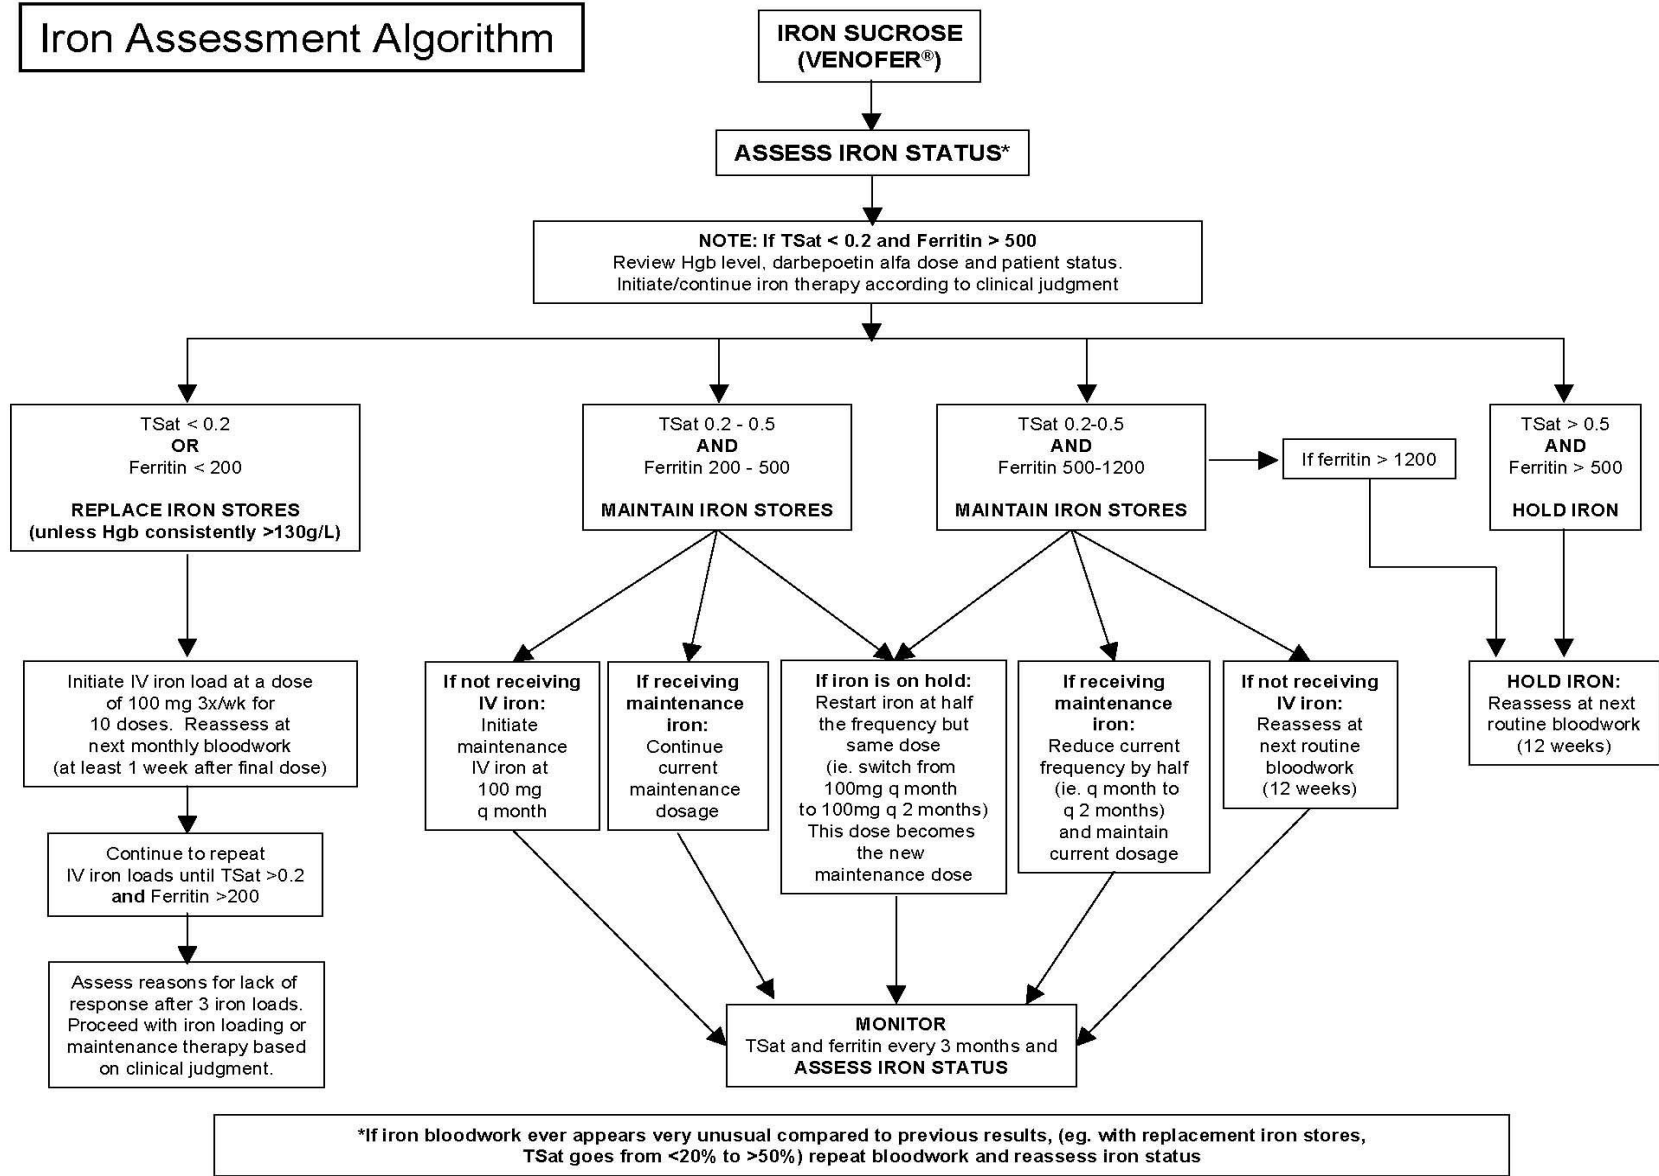 Iron Assessment Algorithm
IRON SUCROSE
(VENOFER®)
ASSESS IRON STATUS*
NOTE: If TSat < 0.2 and Ferritin > 500
Review Hgb level, darbepoetin alfa dose and patient status.
Initiate/continue iron therapy according to clinical judgment
TSat < 0.2
OR
Ferritin < 200
REPLACE IRON STORES
(unless Hgb consistently >130g/L)
TSat 0.2 - 0.5
AND
Ferritin 200 - 500
MAINTAIN IRON STORES
TSat 0.2-0.5
AND
Ferritin 500-1200
MAINTAIN IRON STORES
If ferritin > 1200
TSat > 0.5
AND
Ferritin > 500
HOLD IRON
Initiate IV iron load at a dose
of 100 mg 3x/wk for
10 doses. Reassess at
next monthly bloodwork
(at least 1 week after final dose)
If not receiving
IV iron:
Initiate
maintenance
IV iron at
100 mg
q month
If receiving
maintenance
iron:
Continue
current
maintenance
dosage
If iron is on hold:
Restart iron at half
the frequency but
same dose
(ie. switch from
100mg q month
to 100mg q 2 months)
This dose becomes
the new
maintenance dose
If receiving
maintenance
iron:
Reduce current
frequency by half
(ie. q month to
q 2 months)
and maintain
current dosage
If not receiving
IV iron:
Reassess at
next routine
bloodwork
(12 weeks)
HOLD IRON:
Reassess at next
routine bloodwork
(12 weeks)
Continue to repeat
IV iron loads until TSat >0.2
and Ferritin >200
Assess reasons for lack of
response after 3 iron loads.
Proceed with iron loading or
maintenance therapy based
on clinical judgment.
MONITOR
TSat and ferritin every 3 months and
ASSESS IRON STATUS
*If iron bloodwork ever appears very unusual compared to previous results, (eg. with replacement iron stores,
TSat goes from <20% to >50%) repeat bloodwork and reassess iron status